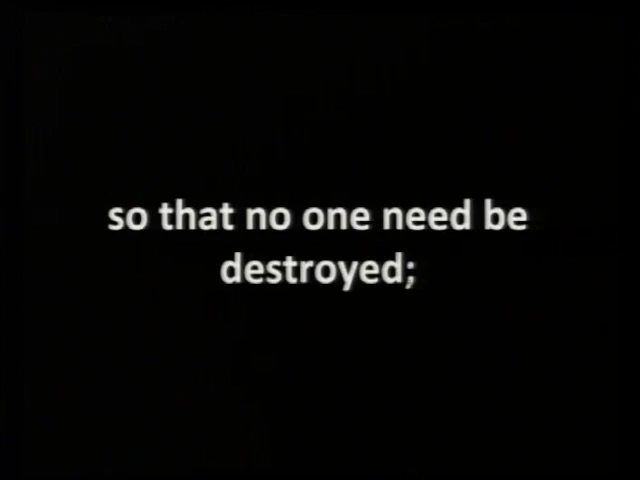 so that no one need be
destroyed;